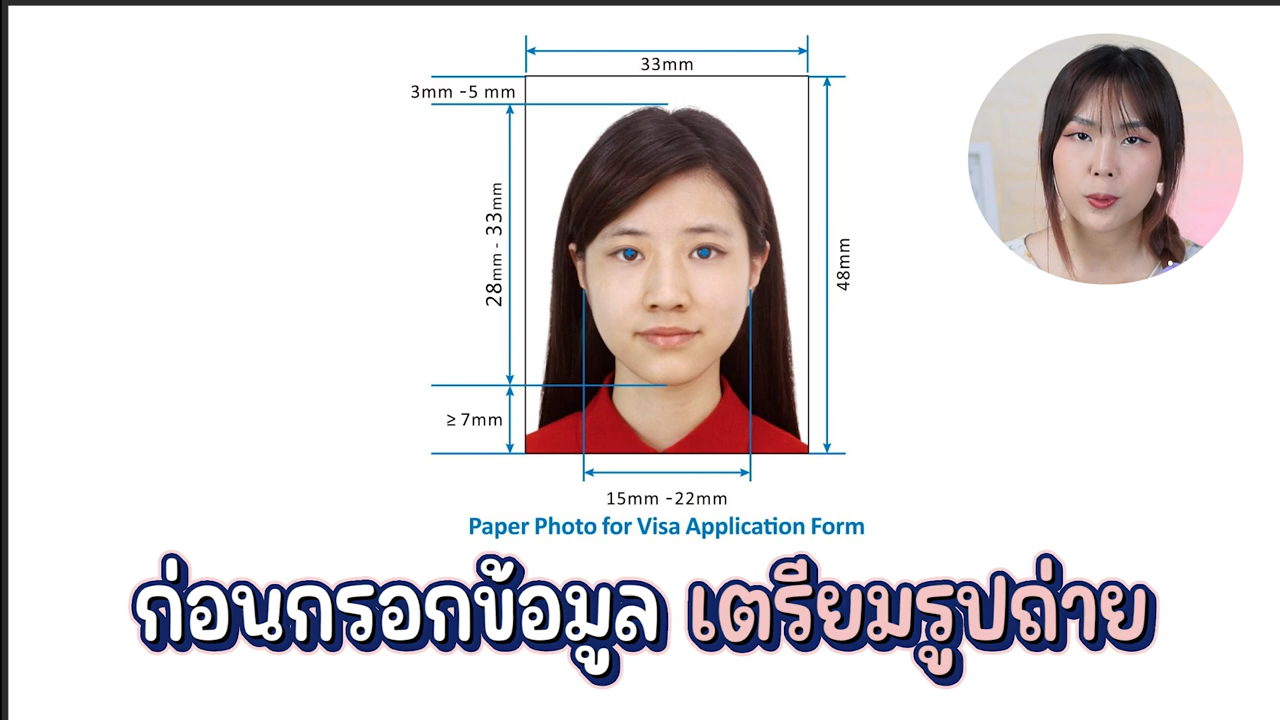 33mm
3mm -5 mm
28mm - 33mm
48mm
≥ 7mm
15mm -22mm
Paper Photo for Visa Application Form
ก่อนกรอกข้อมูล เตรียมรูปถ่าย